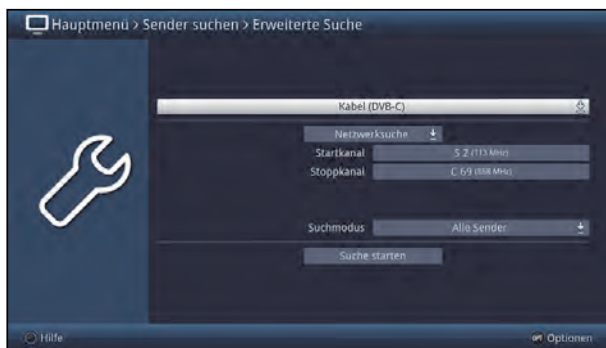 Hauptmenü > Sender suchen > Erweiterte Suche
Kabel (DVB-C)
Netzwerksuche
Startkanal S 2 (113 MHz)
Stoppkanal C 69 (858 MHz)
Suchmodus Alle Sender
Suche starten
Hilfe OPT Optionen